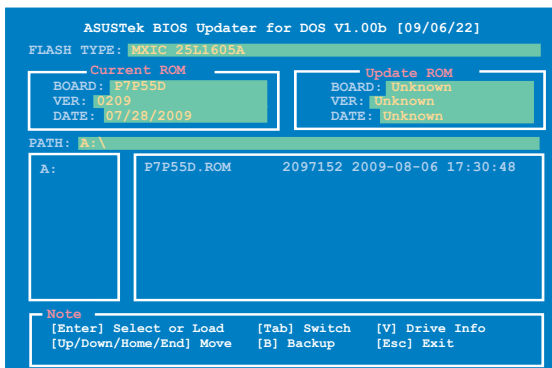 ASUSTek BIOS Updater for DOS V1.00b [09/06/22]
FLASH TYPE: MXIC 25L1605A
Current ROM
BOARD: P7P55D
VER: 0209
DATE: 07/28/2009
Update ROM
BOARD: Unknown
VER: Unknown
DATE: Unknown
PATH: A:\
A:
P7P55D.ROM 2097152 2009-08-06 17:30:48
Note
[Enter] Select or Load [Tab] Switch [V] Drive Info
[Up/Down/Home/End] Move [B] Backup [Esc] Exit